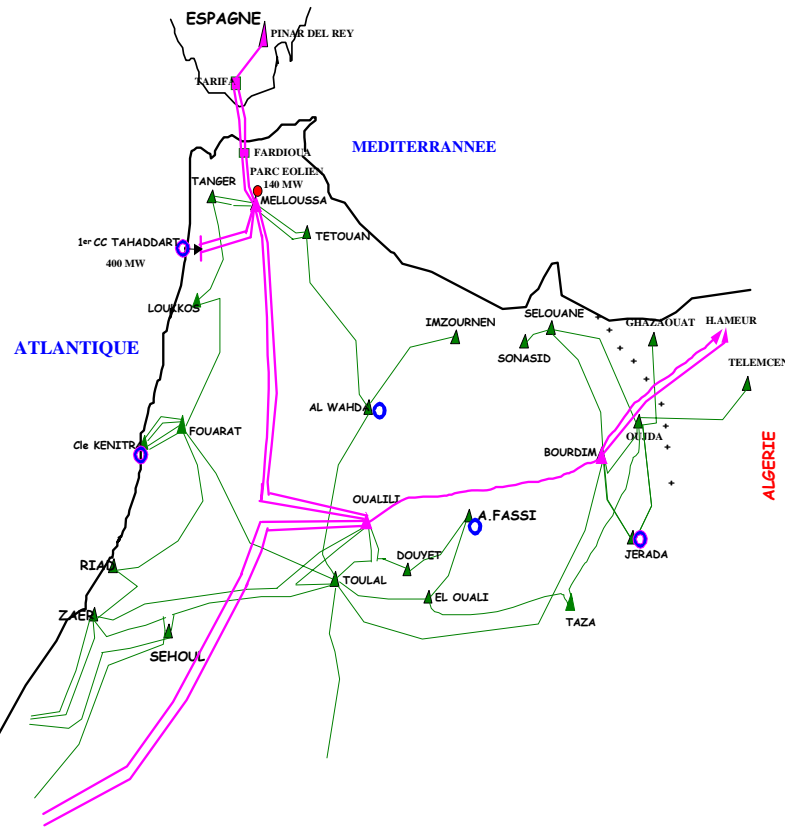 ESPAGNE
PINAR DEL REY
TARIFA
MEDITERRANNEE
FARDIOUA
PARC EOLIEN
140 MW
TANGER
MELLOUSSA
TETOUAN
1er CC TAHADDART
400 MW
LOUKKOS
IMZOURNEN
SELOUANE
SONASID
GHAZAOUAT
H.AMEUR
ATLANTIQUE
TELEMCEN
AL WAHDA
FOUARAT
Cle KENITR
OUJDA
BOURDIM
ALGERIE
OUALILI
A.FASSI
JERADA
DOUYET
RIAD
TOULAL
EL OUALI
ZAER
TAZA
SEHOUL